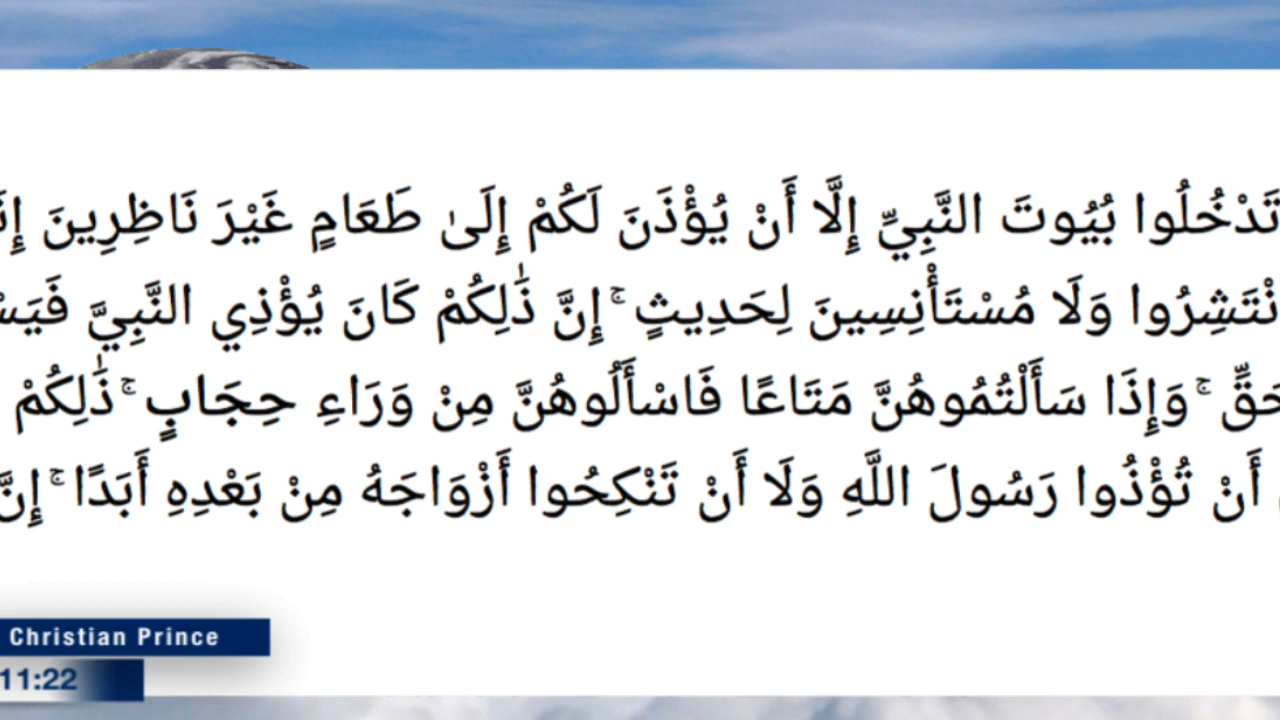 تَدْخُلُوا بُيُوتَ النَّبِيِّ إِلَّا أَنْ يُؤْذَنَ لَكُمْ إِلَىٰ طَعَامٍ غَيْرَ نَاظِرِينَ
نْتَشِرُوا وَلَا مُسْتَأْنِسِينَ لِحَدِيثٍ ۚ إِنَّ ذَٰلِكُمْ كَانَ يُؤْذِي النَّبِيَّ
حَقِّ ۚ وَإِذَا سَأَلْتُمُوهُنَّ مَتَاعًا فَاسْأَلُوهُنَّ مِنْ وَرَاءِ حِجَابٍ ۚ ذَٰلِكُمْ
أَنْ تُؤْذُوا رَسُولَ اللَّهِ وَلَا أَنْ تَنْكِحُوا أَزْوَاجَهُ مِنْ بَعْدِهِ أَبَدًا ۚ إِنَّ
Christian Prince
11:22